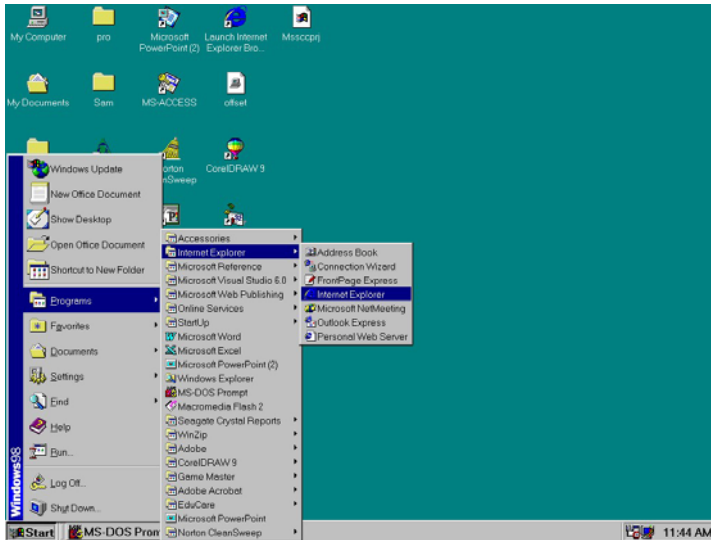 My Computer
pro
Microsoft
PowerPoint (2)
Launch Internet
Explorer Bro...
Mssccprj
My Documents
Sam
MS-ACCESS
offset
CorelDRAW 9
Windows Update
New Office Document
Show Desktop
Open Office Document
Shortcut to New Folder
Programs
Favorites
Documents
Settings
Find
Help
Run...
Log Off...
Shut Down...
Windows98
Accessories
Internet Explorer
Microsoft Reference
Microsoft Visual Studio 6.0
Microsoft Web Publishing
Online Services
StartUp
Microsoft Word
Microsoft Excel
Microsoft PowerPoint (2)
Windows Explorer
MS-DOS Prompt
Macromedia Flash 2
Seagate Crystal Reports
WinZip
Adobe
CorelDRAW 9
Game Master
Adobe Acrobat
EduCare
Microsoft PowerPoint
Norton CleanSweep
Address Book
Connection Wizard
FrontPage Express
Internet Explorer
Microsoft NetMeeting
Outlook Express
Personal Web Server
Start
MS-DOS Prom
11:44 AM